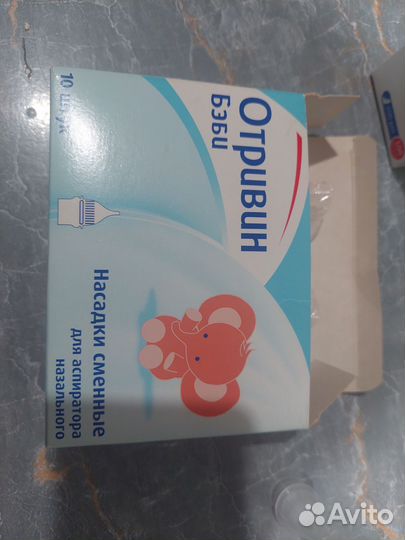 Отривин
Бэби
10 штук
Насадки сменные
для аспиратора
назального
Avito